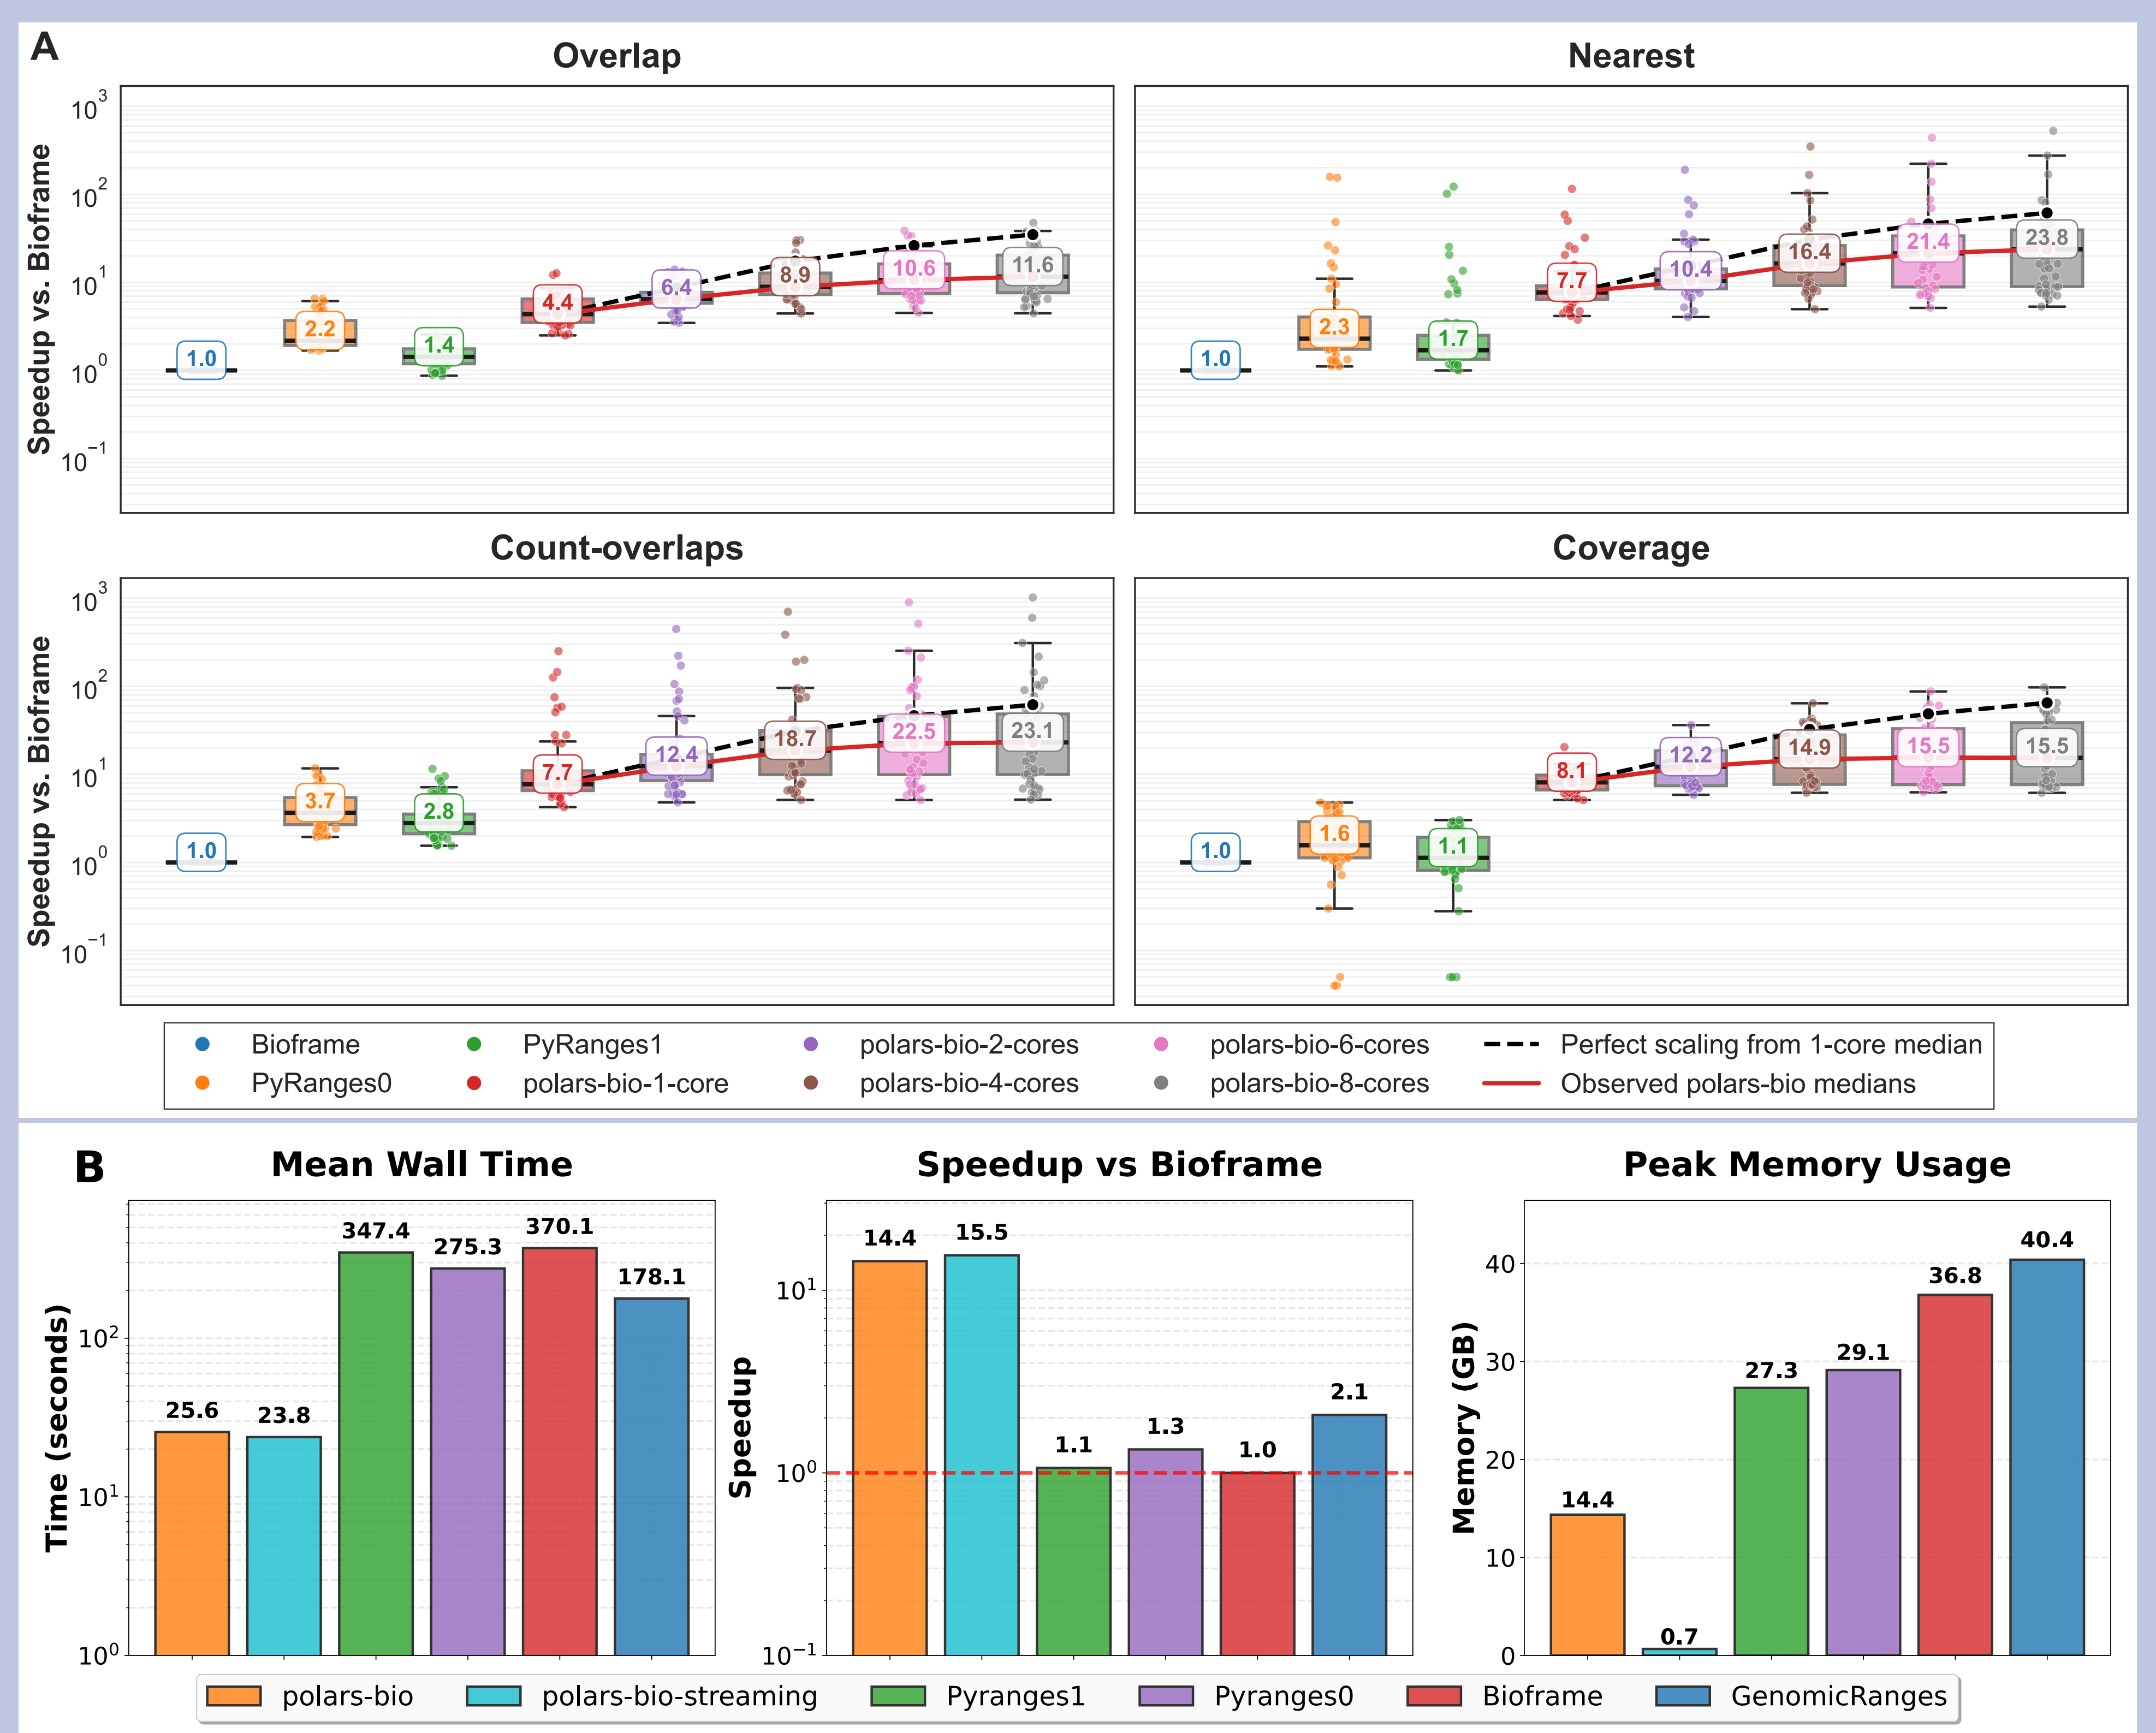 A
Overlap
Nearest
Speedup vs. Bioframe
10^3
10^2
10^1
10^0
10^−1
1.0
2.2
1.4
4.4
6.4
8.9
10.6
11.6
1.0
2.3
1.7
7.7
10.4
16.4
21.4
23.8
Count-overlaps
Coverage
Speedup vs. Bioframe
10^3
10^2
10^1
10^0
10^−1
1.0
3.7
2.8
7.7
12.4
18.7
22.5
23.1
1.0
1.6
1.1
8.1
12.2
14.9
15.5
15.5
Bioframe
PyRanges1
polars-bio-2-cores
polars-bio-6-cores
Perfect scaling from 1-core median
PyRanges0
polars-bio-1-core
polars-bio-4-cores
polars-bio-8-cores
Observed polars-bio medians
B
Mean Wall Time
Time (seconds)
10^2
10^1
10^0
25.6
23.8
347.4
275.3
370.1
178.1
Speedup vs Bioframe
Speedup
10^1
10^0
10^−1
14.4
15.5
1.1
1.3
1.0
2.1
Peak Memory Usage
Memory (GB)
40
30
20
10
0
14.4
0.7
27.3
29.1
36.8
40.4
polars-bio
polars-bio-streaming
Pyranges1
Pyranges0
Bioframe
GenomicRanges